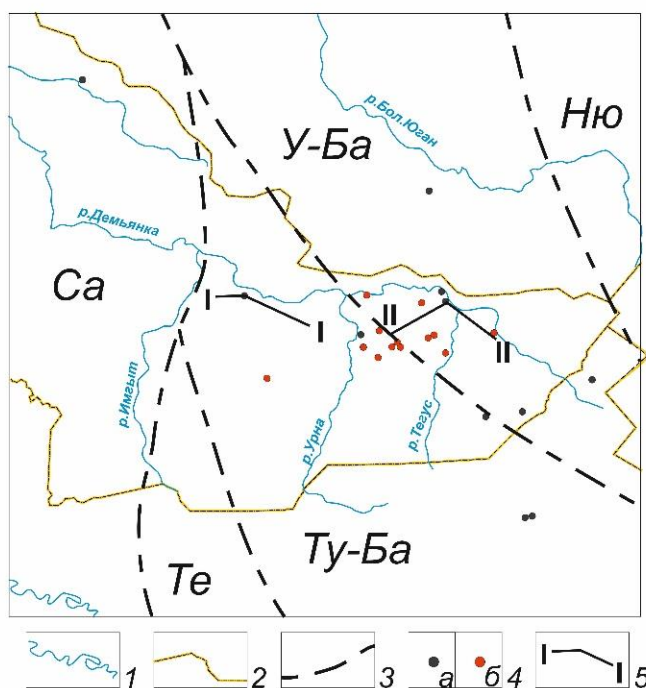 Ню
У-Ба
р.Бол.Юган
р.Демьянка
Са
I
I
II
II
р.Имгыт
р.Урна
р.Тегус
Ту-Ба
Те
1
2
3
а
б
4
I
I
5